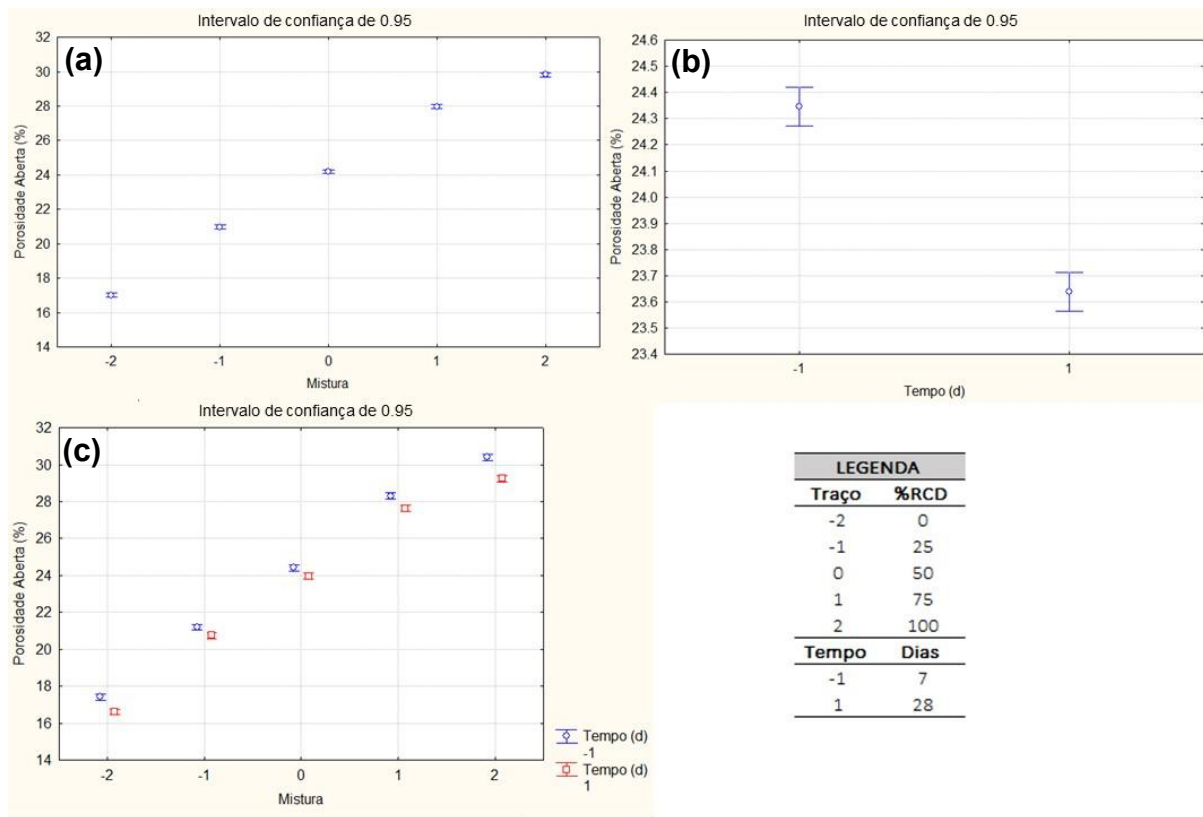 Intervalo de confiança de 0.95
(a)
Porosidade Aberta (%)
32
30
28
26
24
22
20
18
16
14
-2 -1 0 1 2
Mistura
Intervalo de confiança de 0.95
(b)
Porosidade Aberta (%)
24.6
24.5
24.4
24.3
24.2
24.1
24.0
23.9
23.8
23.7
23.6
23.5
23.4
-1 1
Tempo (d)
Intervalo de confiança de 0.95
(c)
Porosidade Aberta (%)
32
30
28
26
24
22
20
18
16
14
-2 -1 0 1 2
Mistura
Tempo (d)
-1
Tempo (d)
1
LEGENDA
Traço %RCD
-2 0
-1 25
0 50
1 75
2 100
Tempo Dias
-1 7
1 28